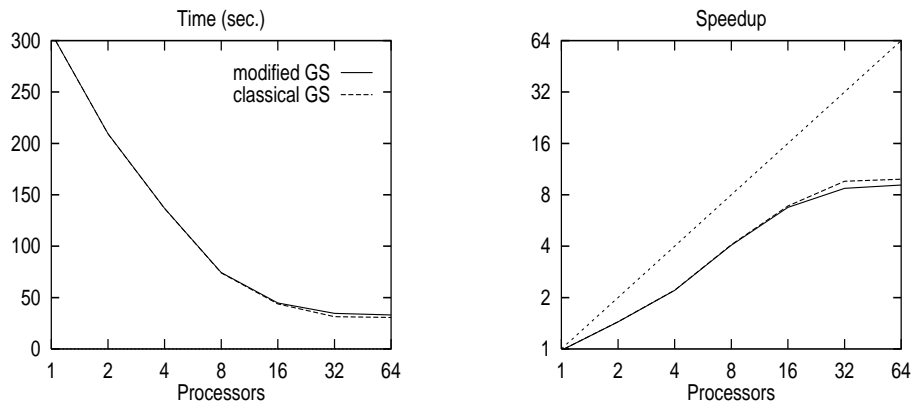 Time (sec.)
300
250
200
150
100
50
0
modified GS
classical GS
1 2 4 8 16 32 64
Processors
Speedup
64
32
16
8
4
2
1
1 2 4 8 16 32 64
Processors